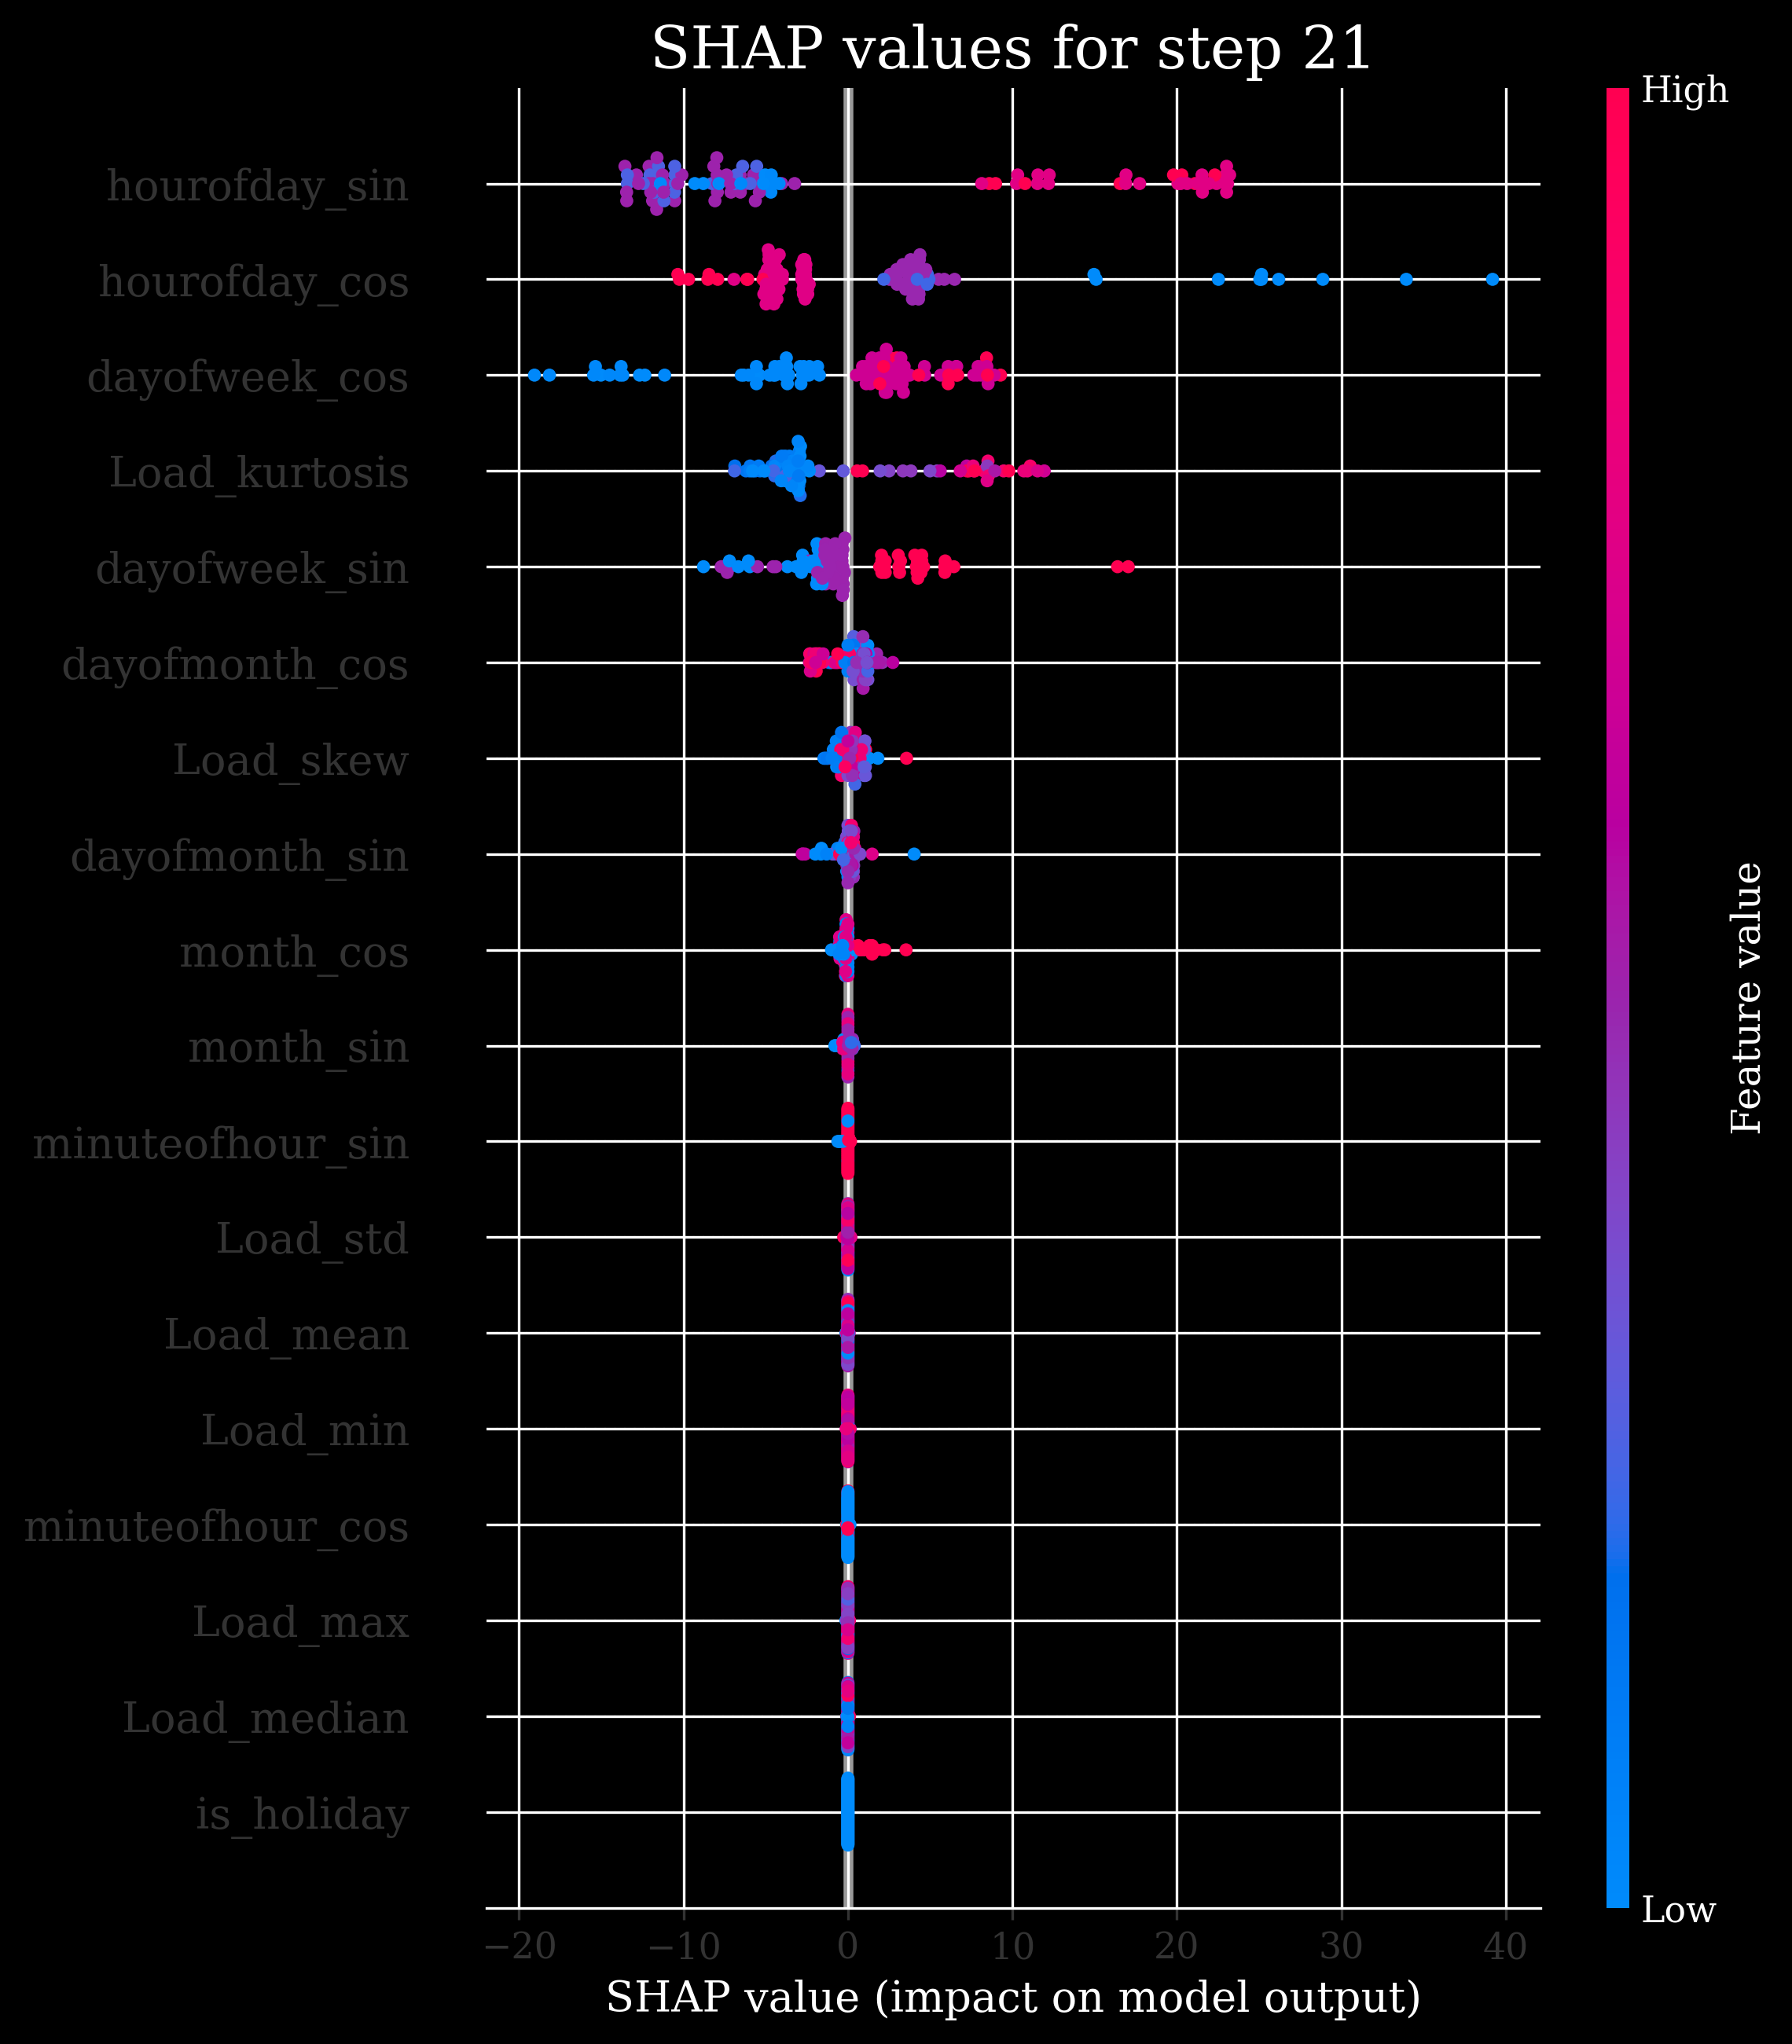 SHAP values for step 21
High
hourofday_sin
hourofday_cos
dayofweek_cos
Load_kurtosis
dayofweek_sin
dayofmonth_cos
Load_skew
dayofmonth_sin
month_cos
month_sin
minuteofhour_sin
Load_std
Load_mean
Load_min
minuteofhour_cos
Load_max
Load_median
is_holiday
Feature value
Low
−20 −10 0 10 20 30 40
SHAP value (impact on model output)